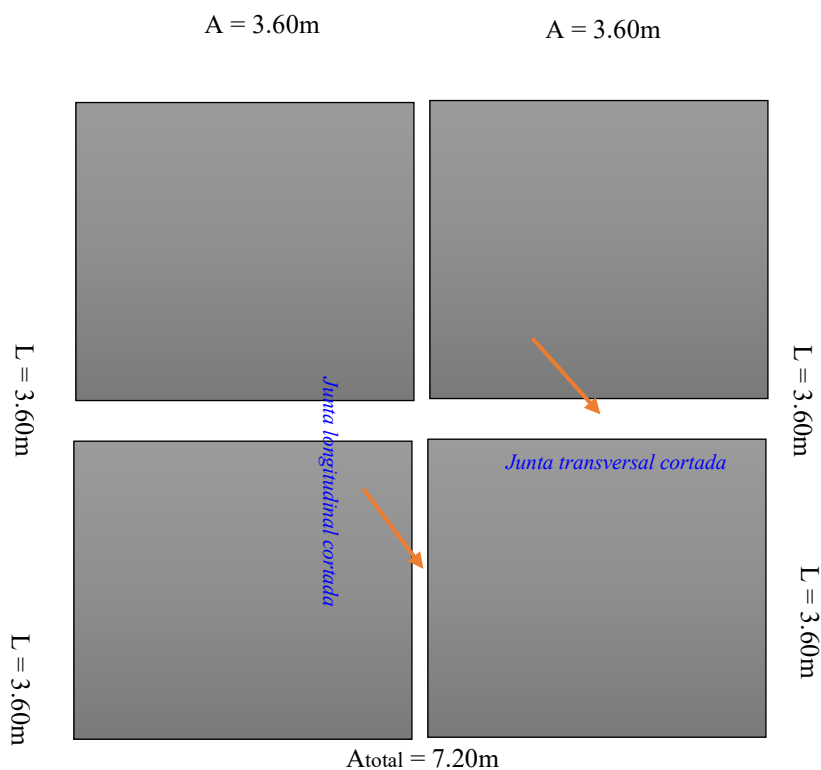 A = 3.60m
A = 3.60m
L = 3.60m
L = 3.60m
Junta longitudinal cortada
Junta transversal cortada
L = 3.60m
L = 3.60m
Atotal = 7.20m